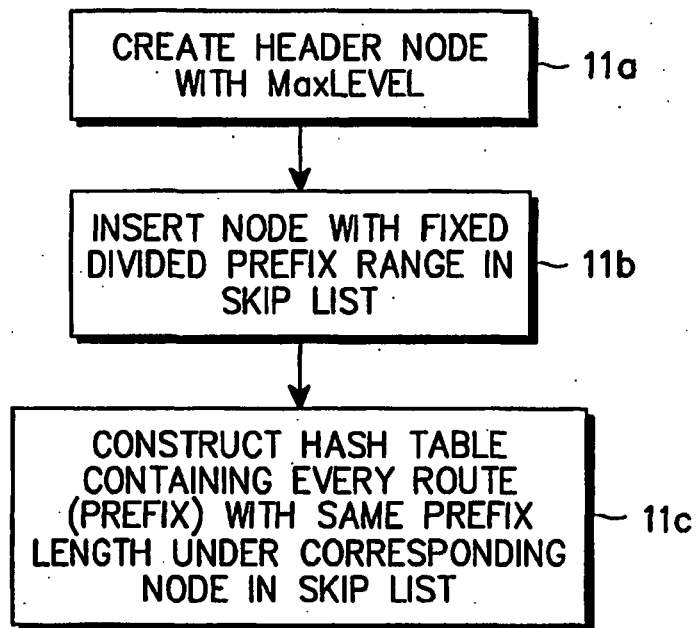 CREATE HEADER NODE
WITH MaxLEVEL
11a
INSERT NODE WITH FIXED
DIVIDED PREFIX RANGE IN
SKIP LIST
11b
CONSTRUCT HASH TABLE
CONTAINING EVERY ROUTE
(PREFIX) WITH SAME PREFIX
LENGTH UNDER CORRESPONDING
NODE IN SKIP LIST
11c